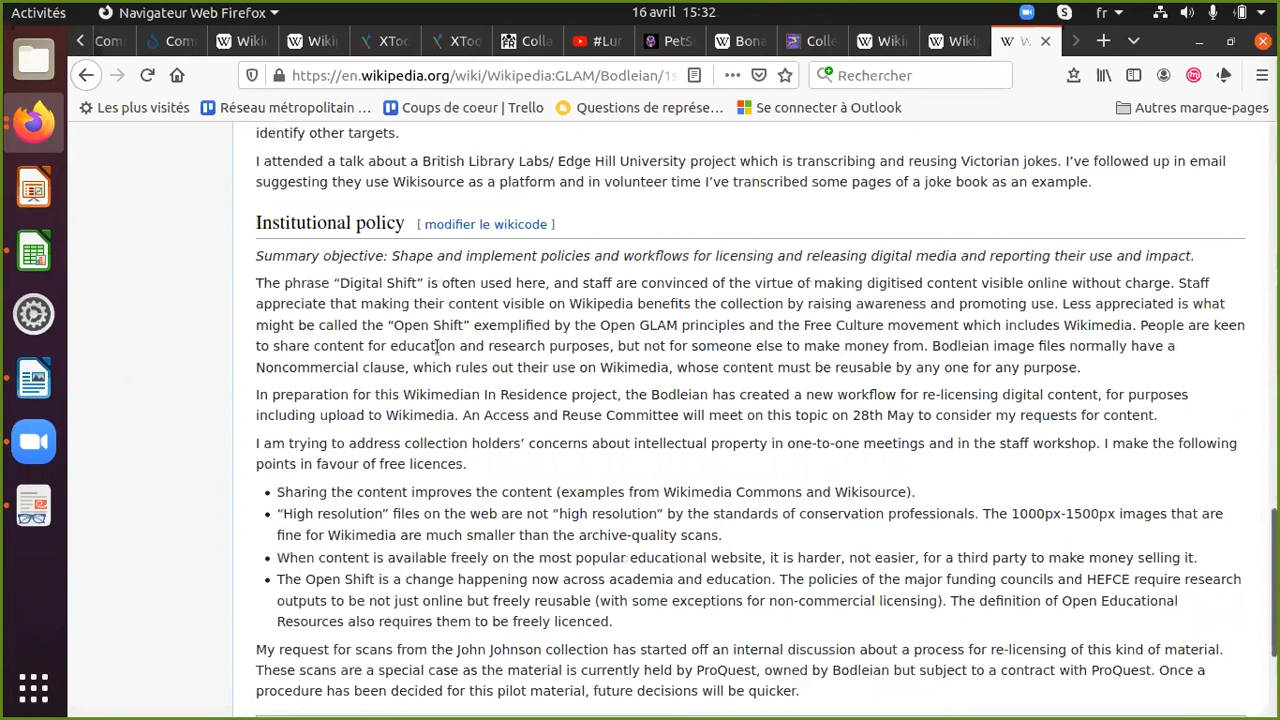 Activités
Navigateur Web Firefox
16 avril 15:32
fr
Com
Com
Wiki
Wiki
XToo
XToo
Colla
#Lur
PetS
Bona
Colle
Wiki
Wiki
W
https://en.wikipedia.org/wiki/Wikipedia:GLAM/Bodleian/1s
Rechercher
Les plus visités
Réseau métropolitain ...
Coups de coeur | Trello
Questions de représe...
Se connecter à Outlook
Autres marque-pages
identify other targets.
I attended a talk about a British Library Labs/ Edge Hill University project which is transcribing and reusing Victorian jokes. I’ve followed up in email
suggesting they use Wikisource as a platform and in volunteer time I’ve transcribed some pages of a joke book as an example.
Institutional policy [ modifier le wikicode ]
Summary objective: Shape and implement policies and workflows for licensing and releasing digital media and reporting their use and impact.
The phrase “Digital Shift” is often used here, and staff are convinced of the virtue of making digitised content visible online without charge. Staff
appreciate that making their content visible on Wikipedia benefits the collection by raising awareness and promoting use. Less appreciated is what
might be called the “Open Shift” exemplified by the Open GLAM principles and the Free Culture movement which includes Wikimedia. People are keen
to share content for education and research purposes, but not for someone else to make money from. Bodleian image files normally have a
Noncommercial clause, which rules out their use on Wikimedia, whose content must be reusable by any one for any purpose.
In preparation for this Wikimedian In Residence project, the Bodleian has created a new workflow for re-licensing digital content, for purposes
including upload to Wikimedia. An Access and Reuse Committee will meet on this topic on 28th May to consider my requests for content.
I am trying to address collection holders’ concerns about intellectual property in one-to-one meetings and in the staff workshop. I make the following
points in favour of free licences.
Sharing the content improves the content (examples from Wikimedia Commons and Wikisource).
“High resolution” files on the web are not “high resolution” by the standards of conservation professionals. The 1000px-1500px images that are
fine for Wikimedia are much smaller than the archive-quality scans.
When content is available freely on the most popular educational website, it is harder, not easier, for a third party to make money selling it.
The Open Shift is a change happening now across academia and education. The policies of the major funding councils and HEFCE require research
outputs to be not just online but freely reusable (with some exceptions for non-commercial licensing). The definition of Open Educational
Resources also requires them to be freely licenced.
My request for scans from the John Johnson collection has started off an internal discussion about a process for re-licensing of this kind of material.
These scans are a special case as the material is currently held by ProQuest, owned by Bodleian but subject to a contract with ProQuest. Once a
procedure has been decided for this pilot material, future decisions will be quicker.